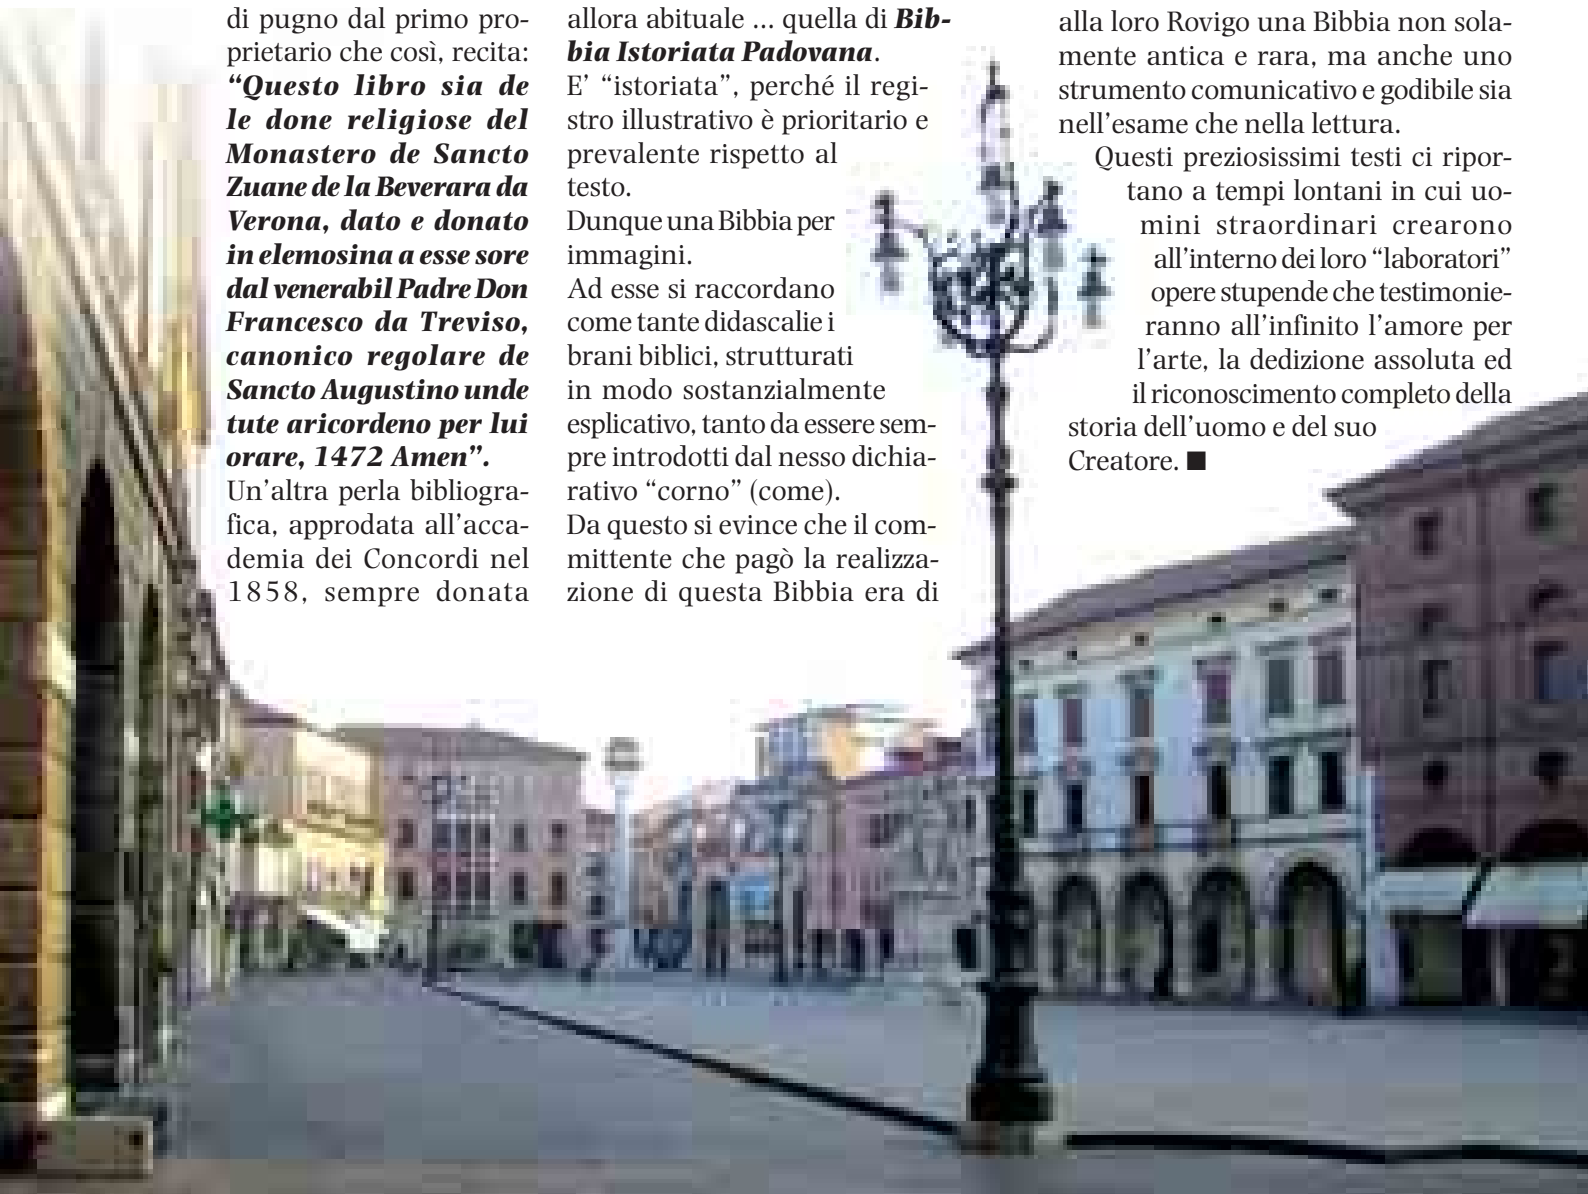 di pugno dal primo pro-
prietario che così, recita:
“Questo libro sia de
le done religiose del
Monastero de Sancto
Zuane de la Beverara da
Verona, dato e donato
in elemosina a esse sore
dal venerabil Padre Don
Francesco da Treviso,
canonico regolare de
Sancto Augustino unde
tute aricordeno per lui
orare, 1472 Amen”.
Un’altra perla bibliogra-
fica, approdata all’acca-
demia dei Concordi nel
1858, sempre donata
allora abituale ... quella di Bib-
bia Istoriata Padovana.
E’ “istoriata”, perché il regi-
stro illustrativo è prioritario e
prevalente rispetto al
testo.
Dunque una Bibbia per
immagini.
Ad esse si raccordano
come tante didascalie i
brani biblici, strutturati
in modo sostanzialmente
esplicativo, tanto da essere sem-
pre introdotti dal nesso dichia-
rativo “corno” (come).
Da questo si evince che il com-
mittente che pagò la realizza-
zione di questa Bibbia era di
alla loro Rovigo una Bibbia non sola-
mente antica e rara, ma anche uno
strumento comunicativo e godibile sia
nell’esame che nella lettura.
Questi preziosissimi testi ci ripor-
tano a tempi lontani in cui uo-
mini straordinari crearono
all’interno dei loro “laboratori”
opere stupende che testimonie-
ranno all’infinito l’amore per
l’arte, la dedizione assoluta ed
il riconoscimento completo della
storia dell’uomo e del suo
Creatore. ■